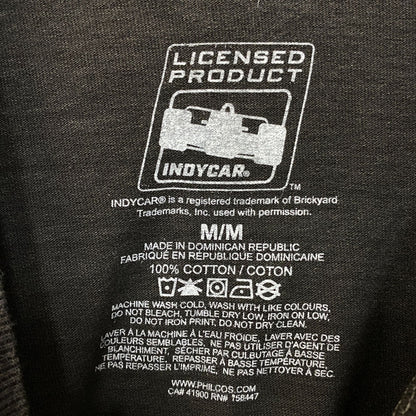 LICENSED
PRODUCT
INDYCAR®
TM
INDYCAR® is a registered trademark of Brickyard
Trademarks, Inc. used with permission.
M/M
MADE IN DOMINICAN REPUBLIC
FABRIQUÉ EN RÉPUBLIQUE DOMINICAINE
100% COTTON / COTON
MACHINE WASH COLD, WASH WITH LIKE COLOURS,
DO NOT BLEACH, TUMBLE DRY LOW, IRON ON LOW,
DO NOT IRON PRINT, DO NOT DRY CLEAN
LAVER À LA MACHINE À L'EAU FROIDE, LAVER AVEC DES
COULEURS SEMBLABLES, NE PAS UTILISER D'AGENT DE
BLANCHIMENT, SÉCHER PAR CULBUTAGE À BASSE
TEMPÉRATURE, REPASSER À BASSE TEMPÉRATURE,
NE PAS REPASSER L'IMPRIMÉ, NE PAS NETTOYER À SEC
WWW.PHILCOS.COM
CA# 41900 RN# 158447